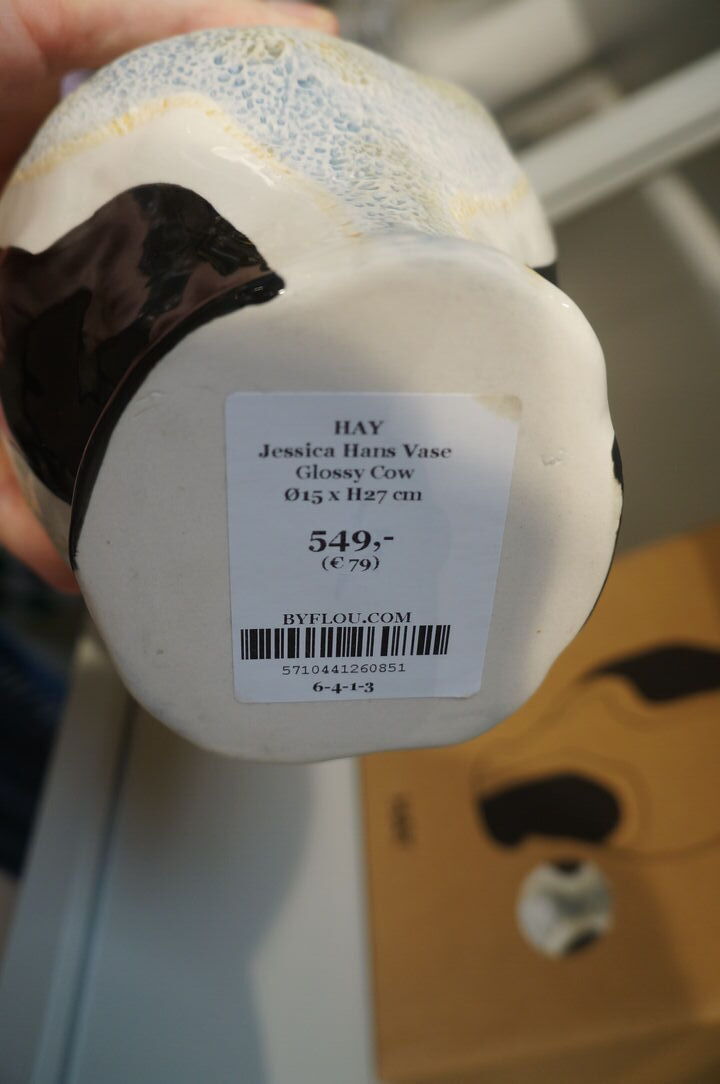 HAY
Jessica Hans Vase
Glossy Cow
Ø15 x H27 cm
549,-
(€ 79)
BYFLOU.COM
5710441260851
6-4-1-3